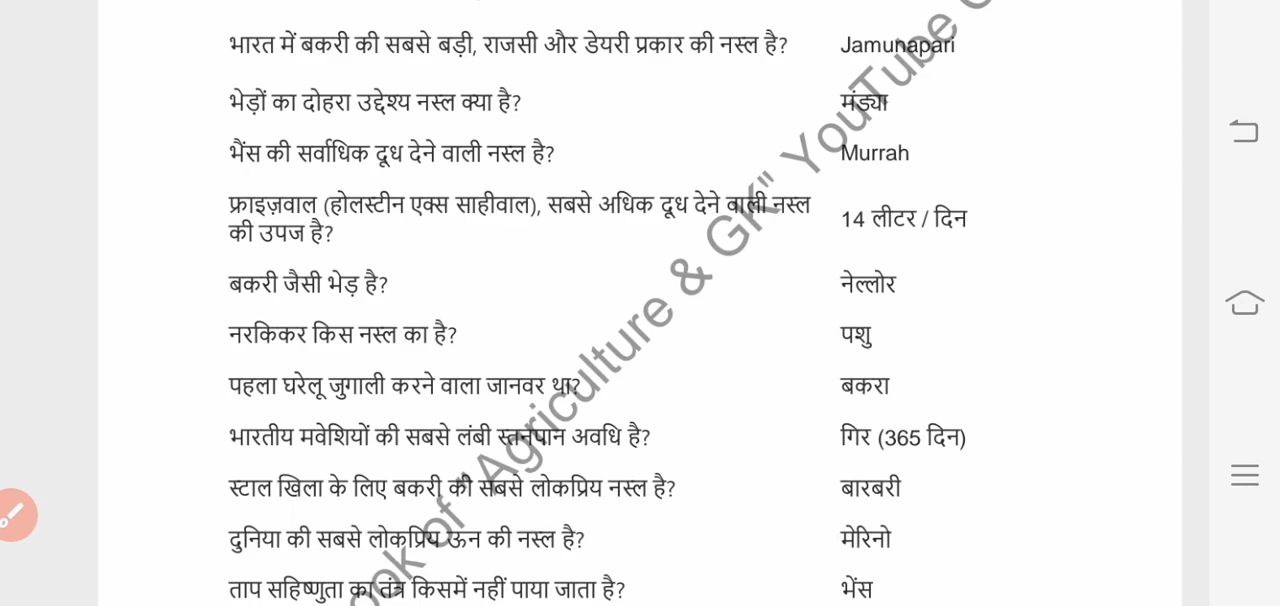 भारत में बकरी की सबसे बड़ी, राजसी और डेयरी प्रकार की नस्ल है? Jamunapari
भेड़ों का दोहरा उद्देश्य नस्ल क्या है? मंड्या
भैंस की सर्वाधिक दूध देने वाली नस्ल है? Murrah
फ्राइज़वाल (होलस्टीन एक्स साहीवाल), सबसे अधिक दूध देने वाली नस्ल
की उपज है? 14 लीटर / दिन
बकरी जैसी भेड़ है? नेल्लोर
नरकिकर किस नस्ल का है? पशु
पहला घरेलू जुगाली करने वाला जानवर था? बकरा
भारतीय मवेशियों की सबसे लंबी स्तनपान अवधि है? गिर (365 दिन)
स्टाल खिला के लिए बकरी की सबसे लोकप्रिय नस्ल है? बारबरी
दुनिया की सबसे लोकप्रिय ऊन की नस्ल है? मेरिनो
ताप सहिष्णुता का तंत्र किसमें नहीं पाया जाता है? भेंस
of "Agriculture & GK" YouTube